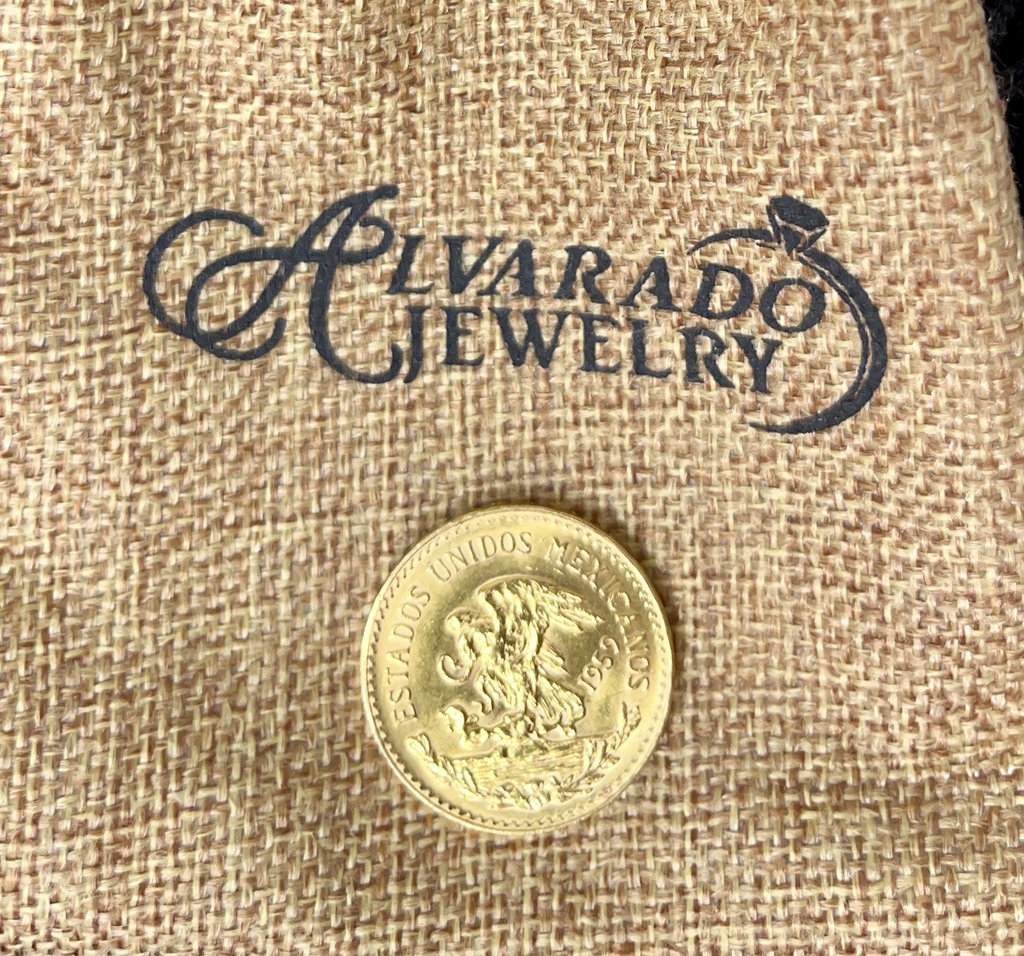 ALVARADO
JEWELRY
ESTADOS UNIDOS MEXICANOS
1959